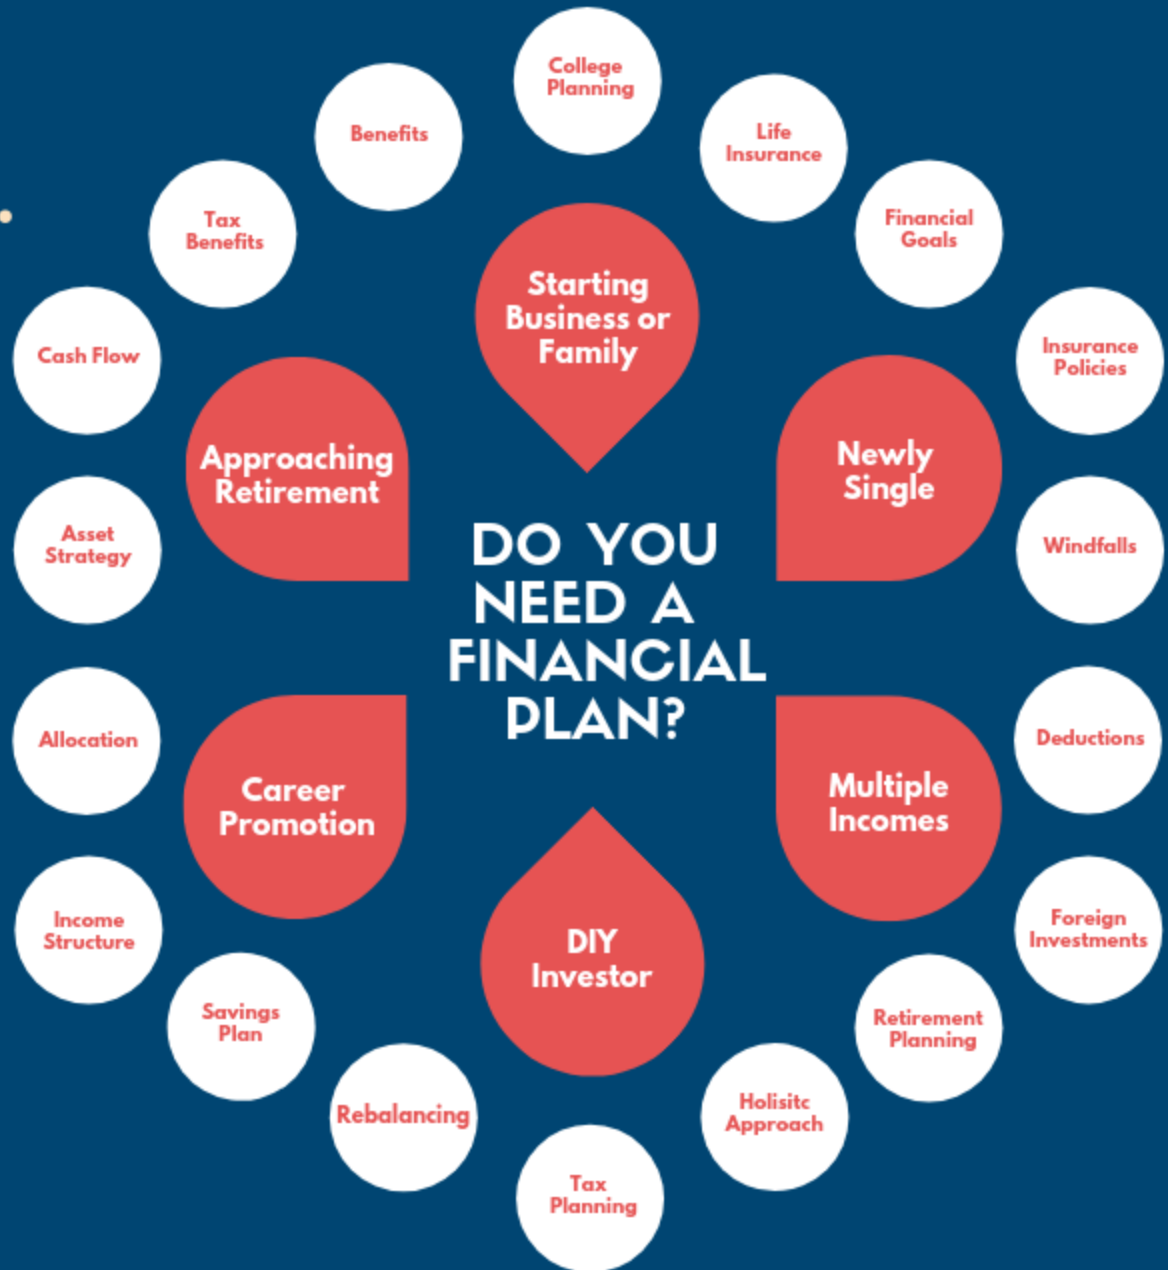 College
Planning
Benefits
Life
Insurance
Tax
Benefits
Financial
Goals
Starting
Business or
Family
Cash Flow
Insurance
Policies
Approaching
Retirement
Newly
Single
Asset
Strategy
Windfalls
DO YOU
NEED A
FINANCIAL
PLAN?
Allocation
Deductions
Career
Promotion
Multiple
Incomes
Income
Structure
Foreign
Investments
DIY
Investor
Savings
Plan
Retirement
Planning
Rebalancing
Holisitc
Approach
Tax
Planning